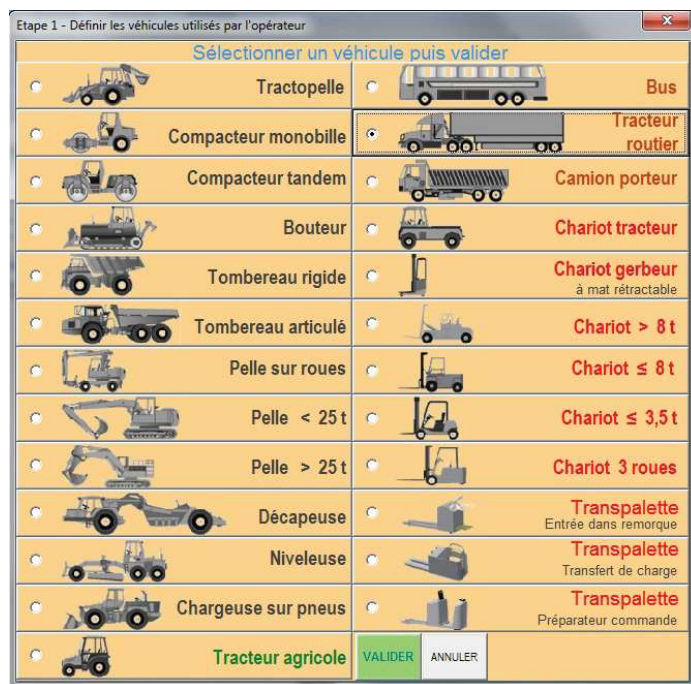 Etape 1 - Définir les véhicules utilisés par l'opérateur
Sélectionner un véhicule puis valider
Tractopelle
Bus
Compacteur monobille
Tracteur
routier
Compacteur tandem
Camion porteur
Bouteur
Chariot tracteur
Tombereau rigide
Chariot gerbeur
à mat rétractable
Tombereau articulé
Chariot > 8 t
Pelle sur roues
Chariot ≤ 8 t
Pelle < 25 t
Chariot ≤ 3,5 t
Pelle > 25 t
Chariot 3 roues
Décapeuse
Transpalette
Entrée dans remorque
Niveleuse
Transpalette
Transfert de charge
Chargeuse sur pneus
Transpalette
Préparateur commande
Tracteur agricole
VALIDER
ANNULER